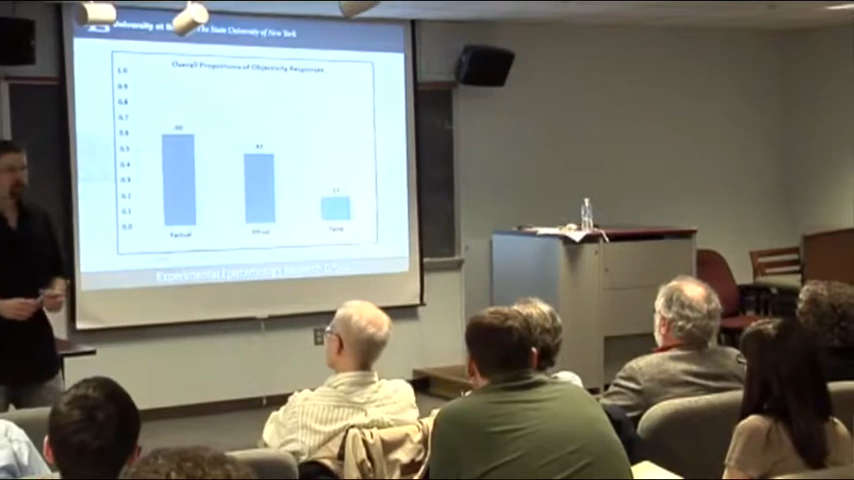 University at B The State University of New York
Overall Proportions of Objectivity Responses
1.0
0.9
0.8
0.7
0.6
0.5
0.4
0.3
0.2
0.1
0.0
Factual
Ethical
Taste
Experimental Epistemology Research Group